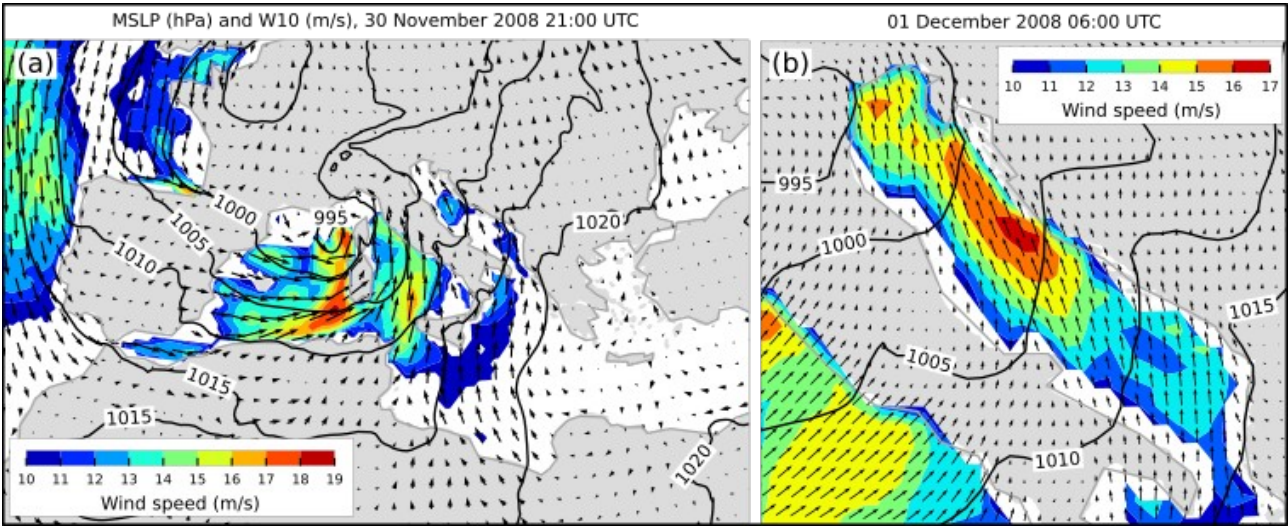 MSLP (hPa) and W10 (m/s), 30 November 2008 21:00 UTC
(a)
1000
995
1005
1010
1020
1015
1015
1020
10 11 12 13 14 15 16 17 18 19
Wind speed (m/s)
01 December 2008 06:00 UTC
(b)
10 11 12 13 14 15 16 17
Wind speed (m/s)
995
1000
1015
1005
1010